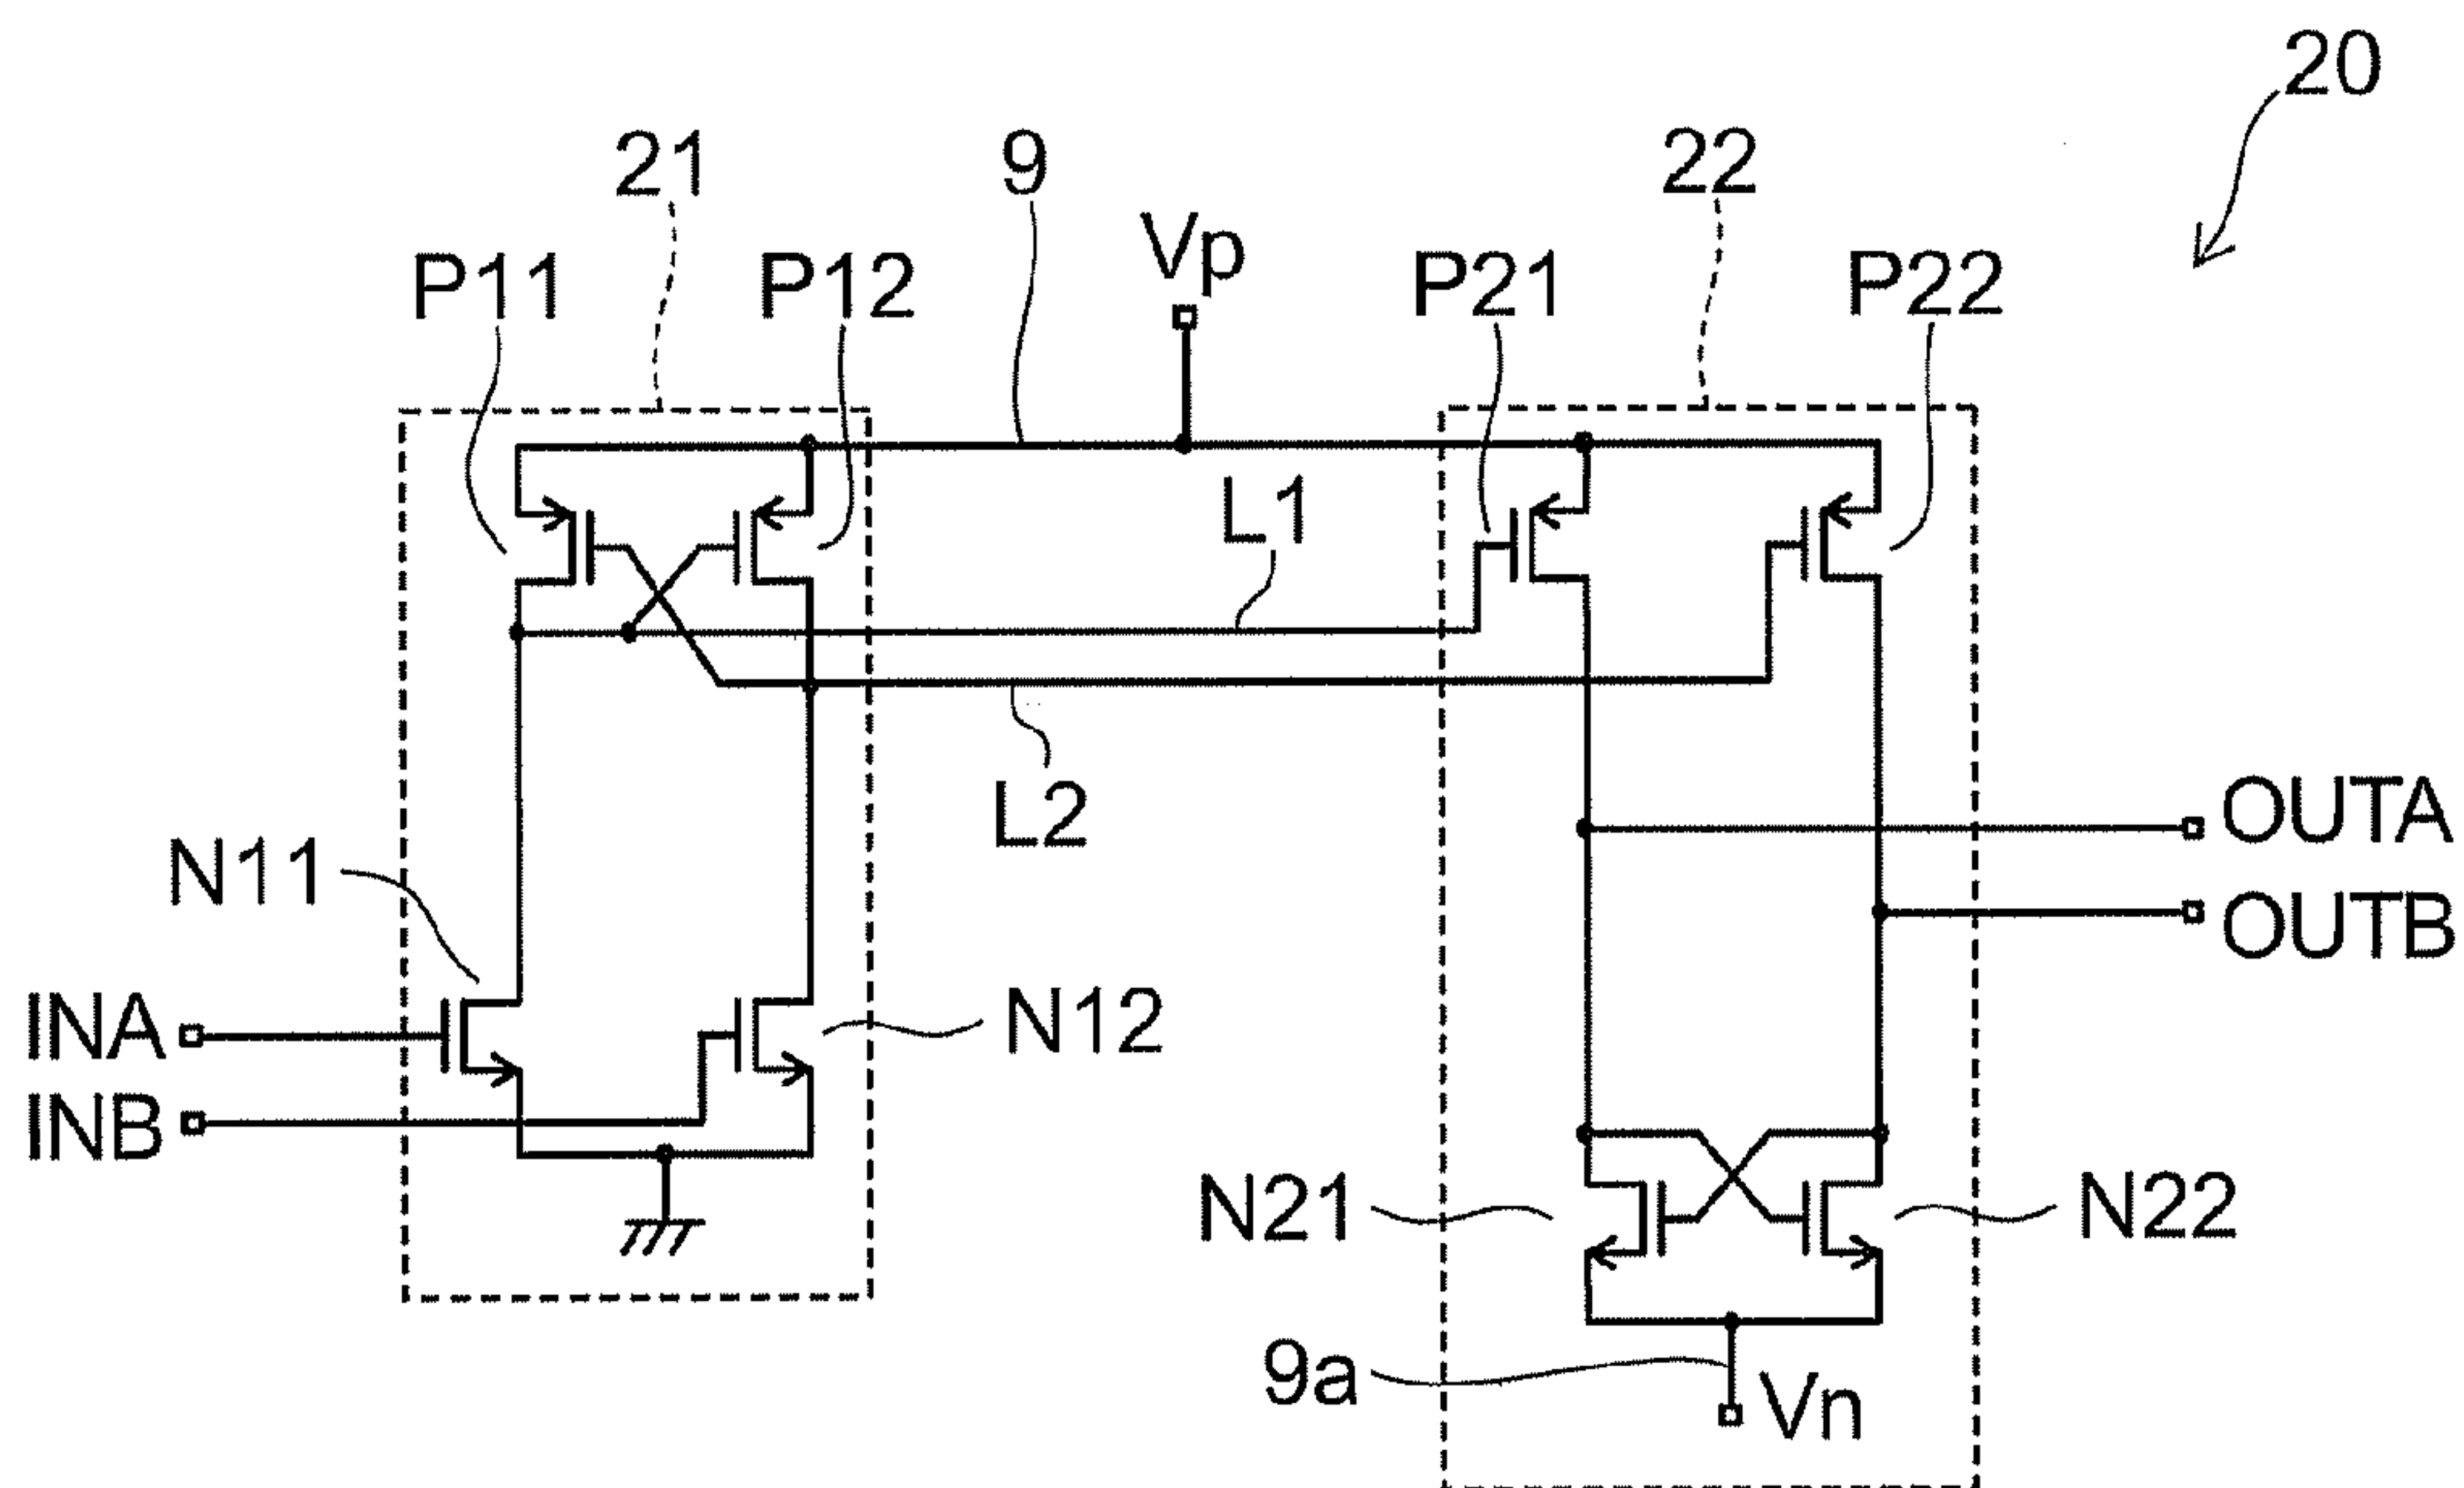 20
21
9
22
Vp
P11
P12
P21
P22
L1
L2
OUTA
N11
OUTB
INA
N12
INB
N21
N22
9a
Vn